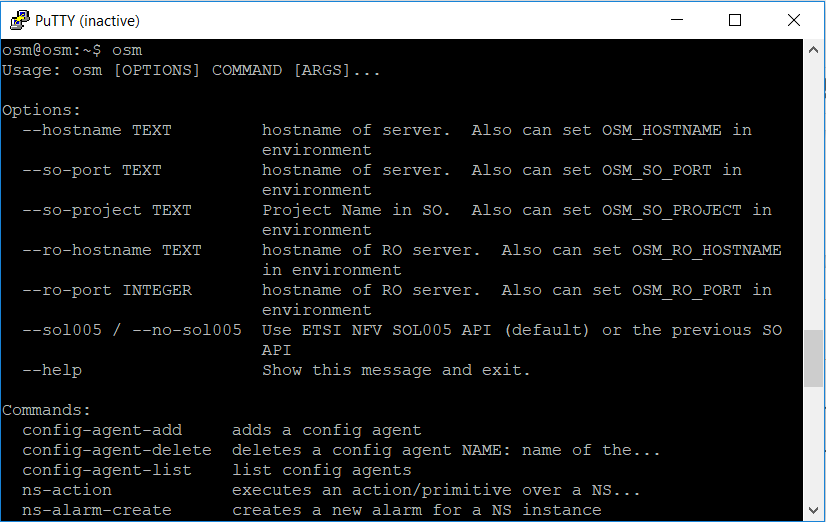 PuTTY (inactive)
osm@osm:~$ osm
Usage: osm [OPTIONS] COMMAND [ARGS]...
Options:
--hostname TEXT hostname of server. Also can set OSM_HOSTNAME in
environment
--so-port TEXT hostname of server. Also can set OSM_SO_PORT in
environment
--so-project TEXT Project Name in SO. Also can set OSM_SO_PROJECT in
environment
--ro-hostname TEXT hostname of RO server. Also can set OSM_RO_HOSTNAME
in environment
--ro-port INTEGER hostname of RO server. Also can set OSM_RO_PORT in
environment
--sol005 / --no-sol005 Use ETSI NFV SOL005 API (default) or the previous SO
API
--help Show this message and exit.
Commands:
config-agent-add adds a config agent
config-agent-delete deletes a config agent NAME: name of the...
config-agent-list list config agents
ns-action executes an action/primitive over a NS...
ns-alarm-create creates a new alarm for a NS instance